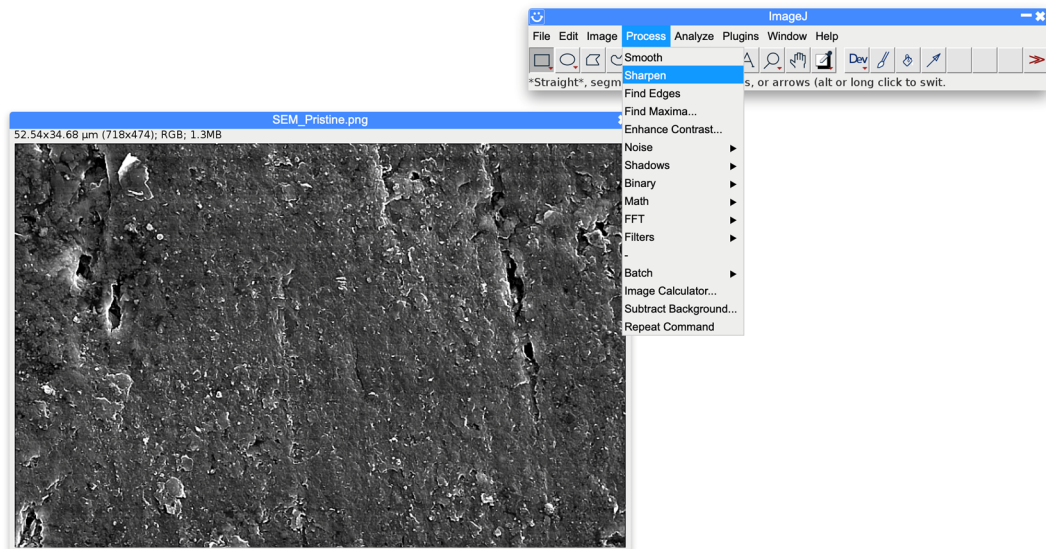 ImageJ
File Edit Image Process Analyze Plugins Window Help
Dev
*Straight*, segm s, or arrows (alt or long click to swit.
Smooth
Sharpen
Find Edges
Find Maxima...
Enhance Contrast...
Noise
Shadows
Binary
Math
FFT
Filters
-
Batch
Image Calculator...
Subtract Background...
Repeat Command
SEM_Pristine.png
52.54x34.68 µm (718x474); RGB; 1.3MB